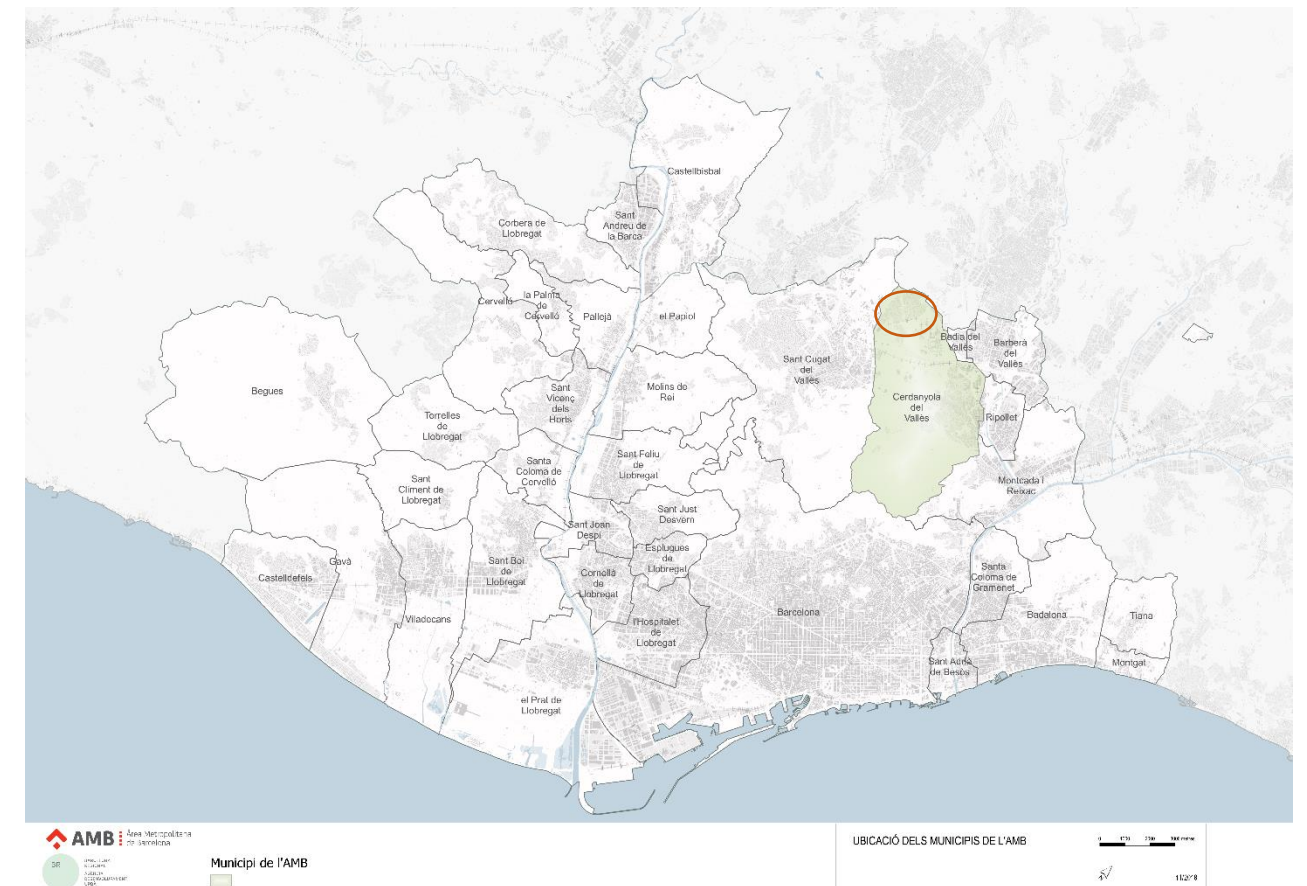 Castellbisbal
Sant
Andreu de
la Barca
Corbera de
Llobregat
Cervelló
la Palma
de
Cervelló
Pallejà
el Papiol
Sant Cugat
del
Vallès
Badia del
Vallès
Barberà
del
Vallès
Cerdanyola
del
Vallès
Ripollet
Begues
Torrelles
de
Llobregat
Sant
Vicenç
dels
Horts
Molins de
Rei
Santa
Coloma de
Cervelló
Sant Feliu
de
Llobregat
Sant
Climent de
Llobregat
Montcada i
Reixac
Sant Just
Desvern
Sant Joan
Despí
Esplugues
de
Llobregat
Gavà
Castelldefels
Sant Boi
de
Llobregat
Cornellà
de
Llobregat
Santa
Coloma de
Gramenet
Viladecans
l'Hospitalet
de
Llobregat
Barcelona
Badalona
Tiana
Montgat
Sant Adrià
de Besòs
el Prat de
Llobregat
AMB
Àrea Metropolitana
de Barcelona
Municipi de l'AMB
UBICACIÓ DELS MUNICIPIS DE L'AMB